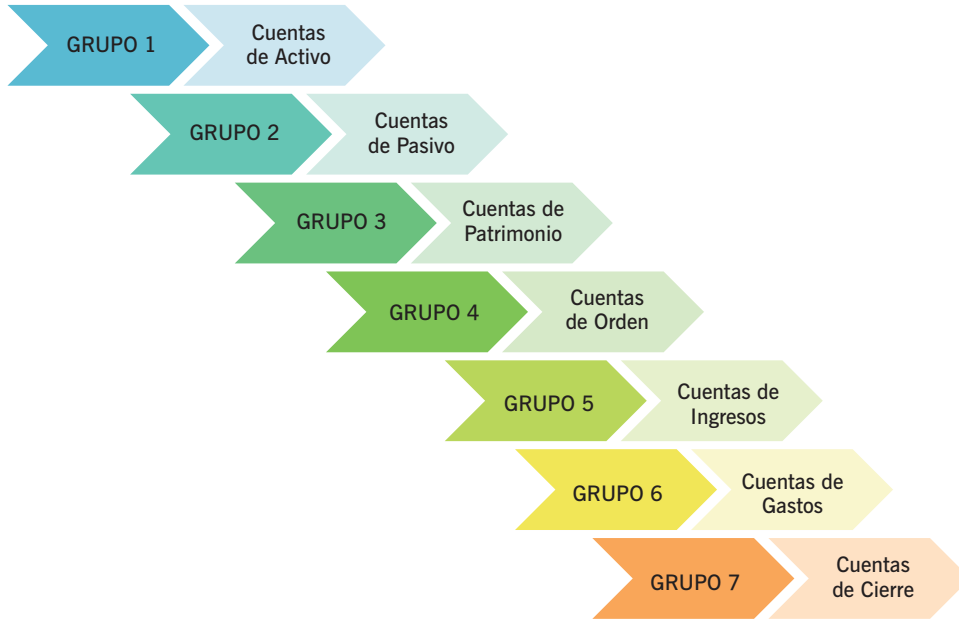 GRUPO 1
Cuentas
de Activo
GRUPO 2
Cuentas
de Pasivo
GRUPO 3
Cuentas de
Patrimonio
GRUPO 4
Cuentas
de Orden
GRUPO 5
Cuentas de
Ingresos
GRUPO 6
Cuentas de
Gastos
GRUPO 7
Cuentas
de Cierre